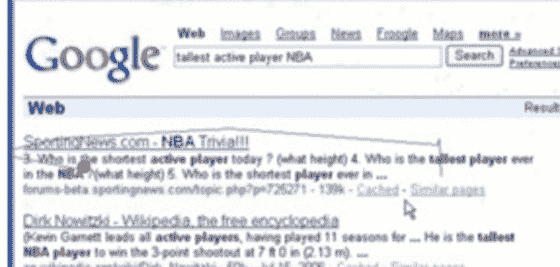 Google
Web Images Groups News Froogle Maps more »
tallest active player NBA
Search
Advanced
Preferences
Web
Result
SportingNews.com - NBA Trivia!!!
3. Who is the shortest active player today ? (what height) 4. Who is the tallest player ever
in the NBA ?(what height) 5. Who is the shortest player ever in ...
forums-beta.sportingnews.com/topic.php?p=726271 - 139k - Cached - Similar pages
Dirk Nowitzki - Wikipedia, the free encyclopedia
(Kevin Garnett leads all active players, having played 11 seasons for ... He is the tallest
NBA player to win the 3-point shootout at 7 ft 0 in (2.13 m). ...
Cached - Similar pages